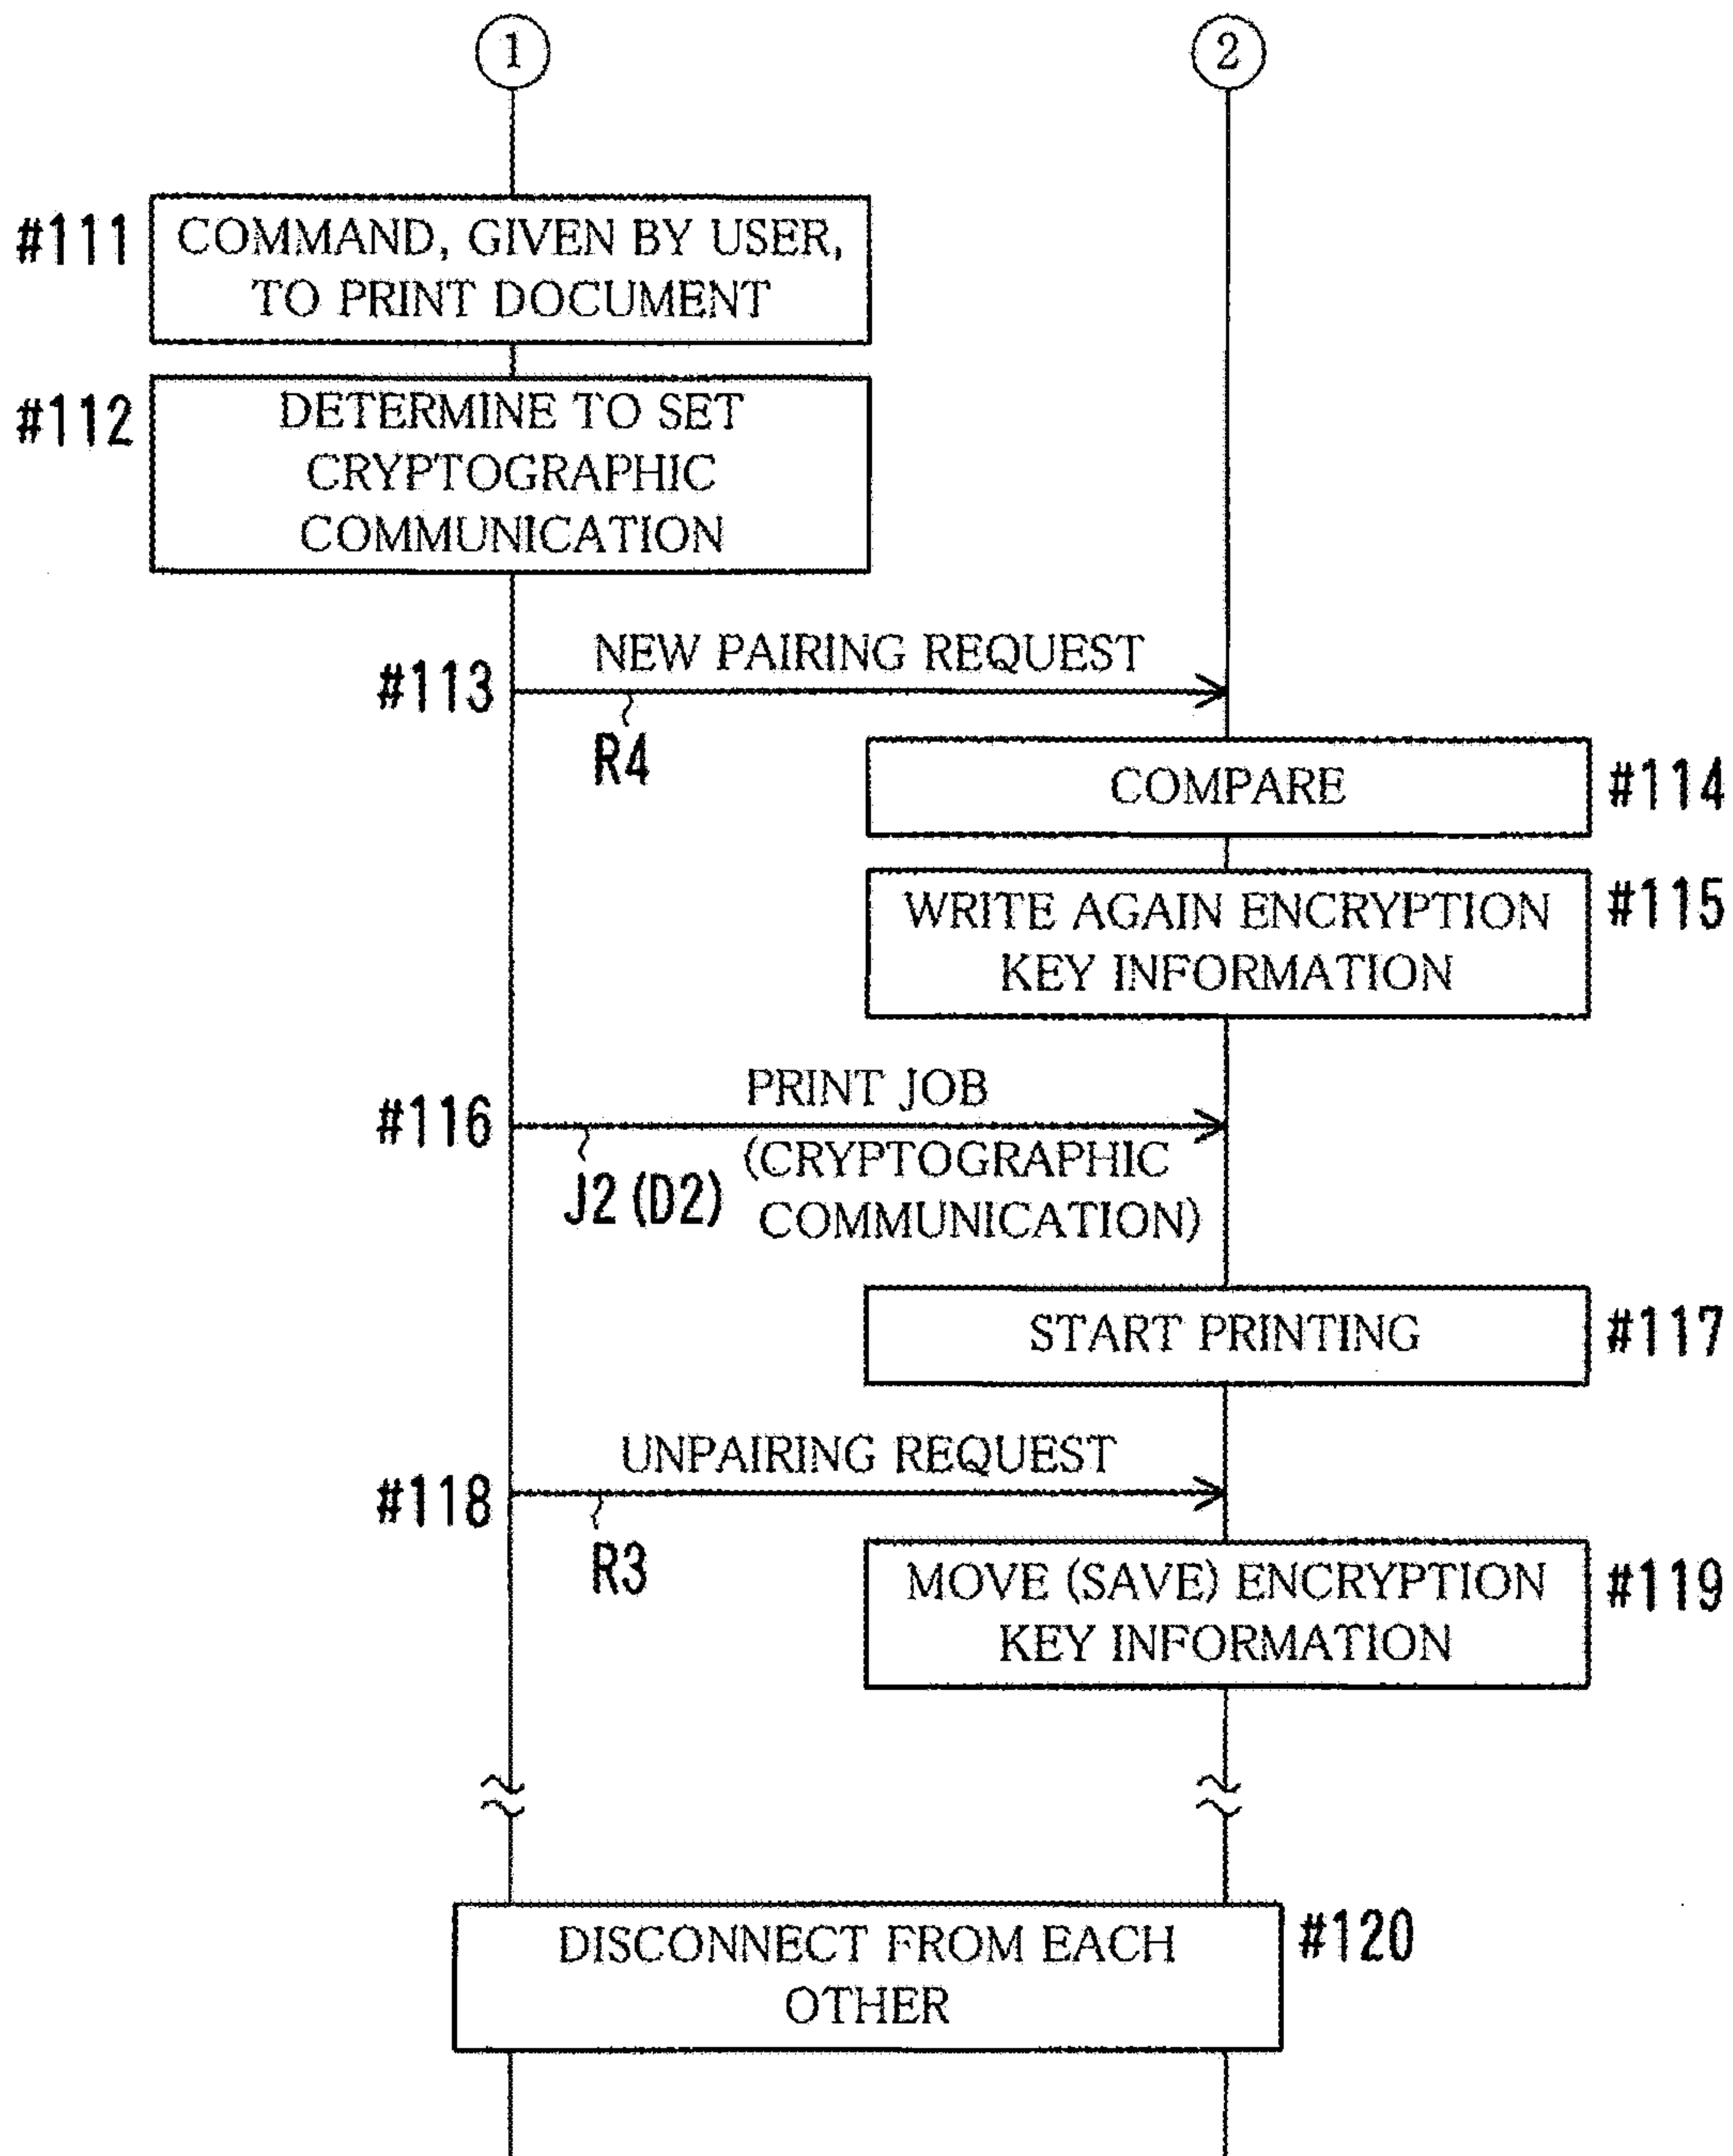 1
2
#111
COMMAND, GIVEN BY USER,
TO PRINT DOCUMENT
#112
DETERMINE TO SET
CRYPTOGRAPHIC
COMMUNICATION
NEW PAIRING REQUEST
#113
R4
COMPARE
#114
WRITE AGAIN ENCRYPTION
KEY INFORMATION
#115
PRINT JOB
#116
(CRYPTOGRAPHIC
COMMUNICATION)
J2 (D2)
START PRINTING
#117
UNPAIRING REQUEST
#118
R3
MOVE (SAVE) ENCRYPTION
KEY INFORMATION
#119
DISCONNECT FROM EACH
OTHER
#120